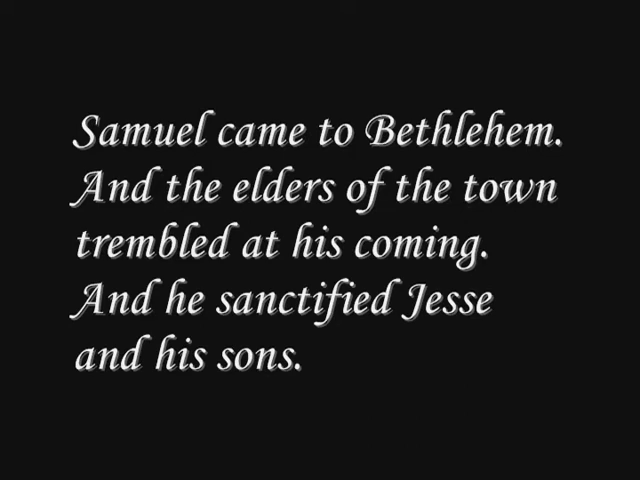 Samuel came to Bethlehem.
And the elders of the town
trembled at his coming.
And he sanctified Jesse
and his sons.